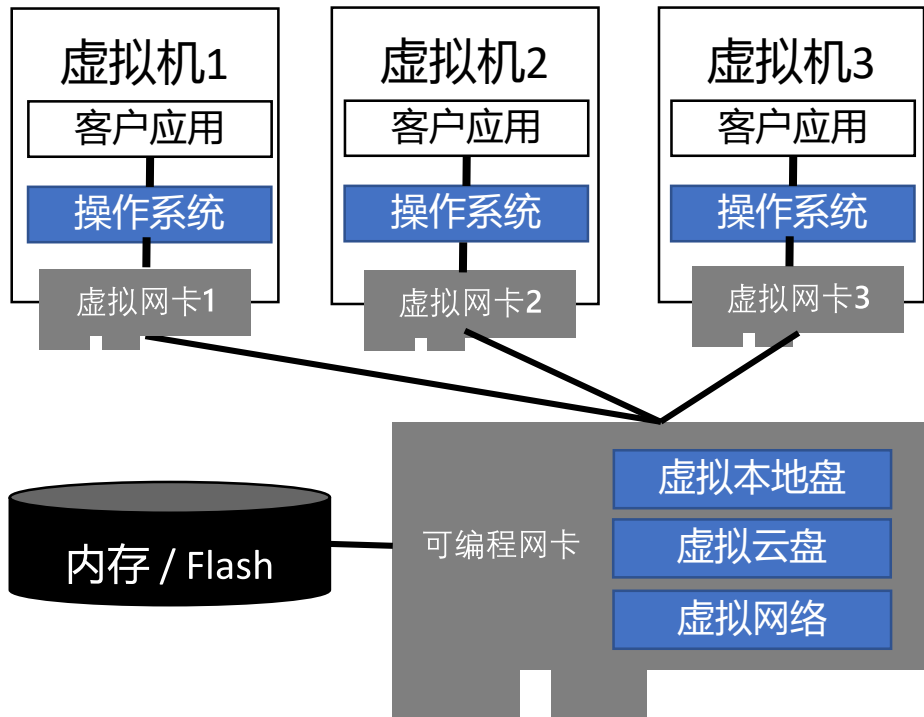 虚拟机1
客户应用
操作系统
虚拟网卡1
虚拟机2
客户应用
操作系统
虚拟网卡2
虚拟机3
客户应用
操作系统
虚拟网卡3
内存 / Flash
可编程网卡
虚拟本地盘
虚拟云盘
虚拟网络